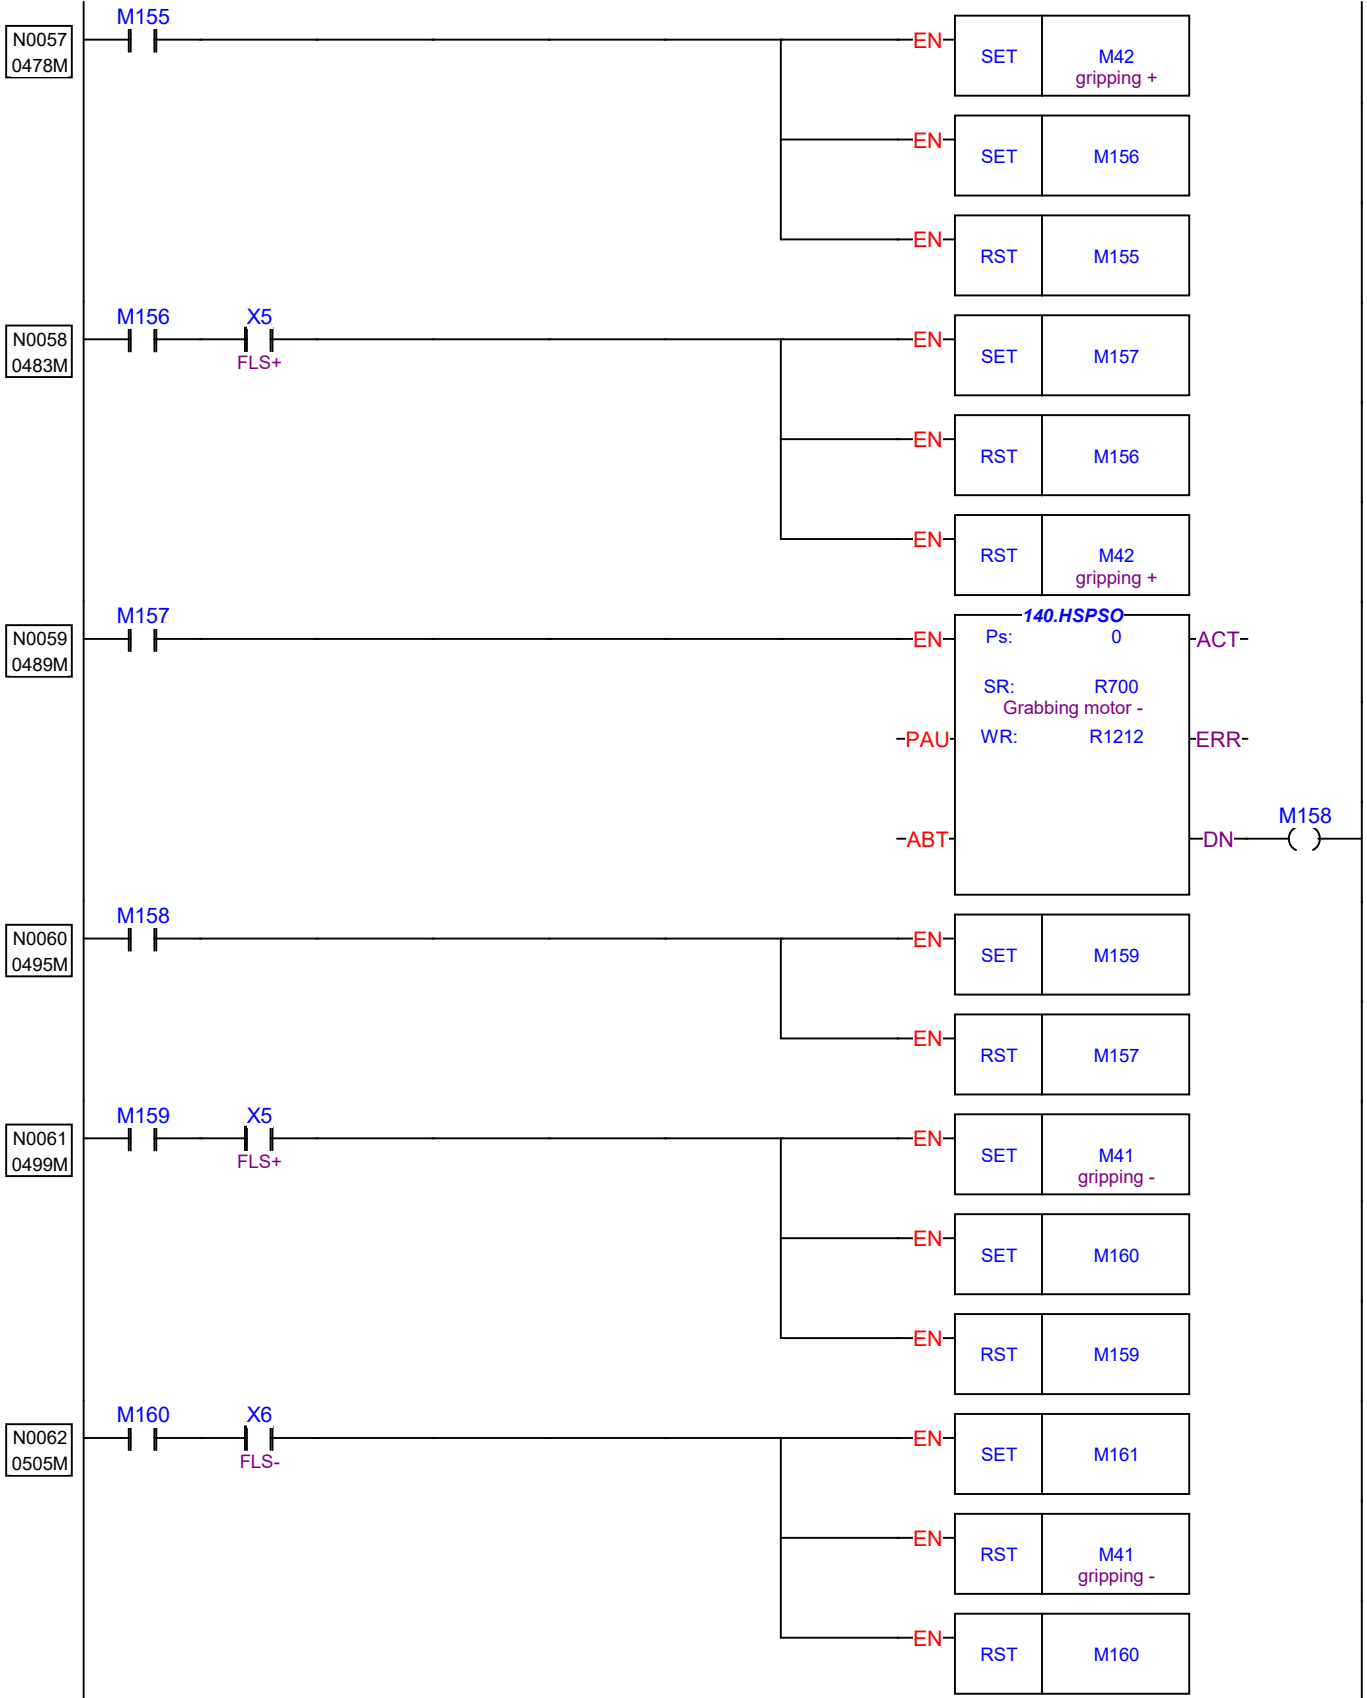 M155
N0057
0478M
EN
SET M42
gripping +
EN
SET M156
EN
RST M155
M156 X5
N0058
0483M
FLS+
EN
SET M157
EN
RST M156
EN
RST M42
gripping +
M157
N0059
0489M
140.HSPSO
EN Ps: 0 ACT
SR: R700
Grabbing motor -
PAU WR: R1212 ERR
M158
ABT DN
M158
N0060
0495M
EN
SET M159
EN
RST M157
M159 X5
N0061
0499M
FLS+
EN
SET M41
gripping -
EN
SET M160
EN
RST M159
M160 X6
N0062
0505M
FLS-
EN
SET M161
EN
RST M41
gripping -
EN
RST M160